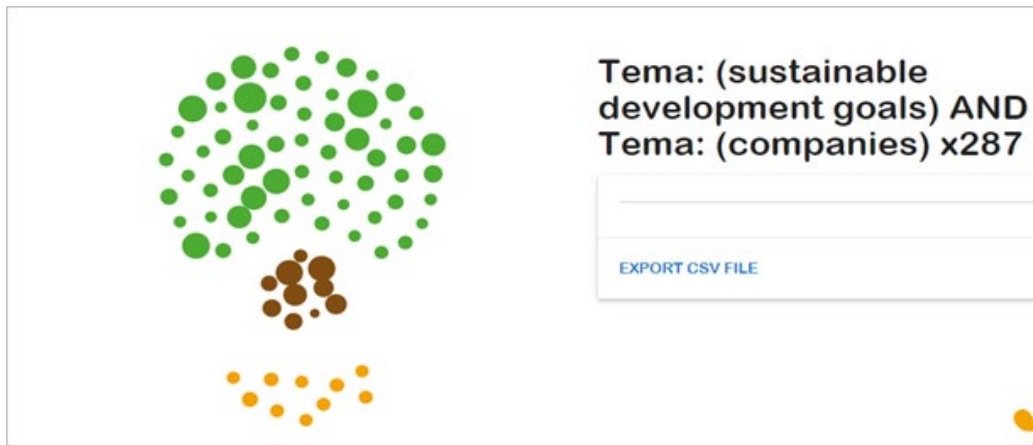 Tema: (sustainable
development goals) AND
Tema: (companies) x287
EXPORT CSV FILE